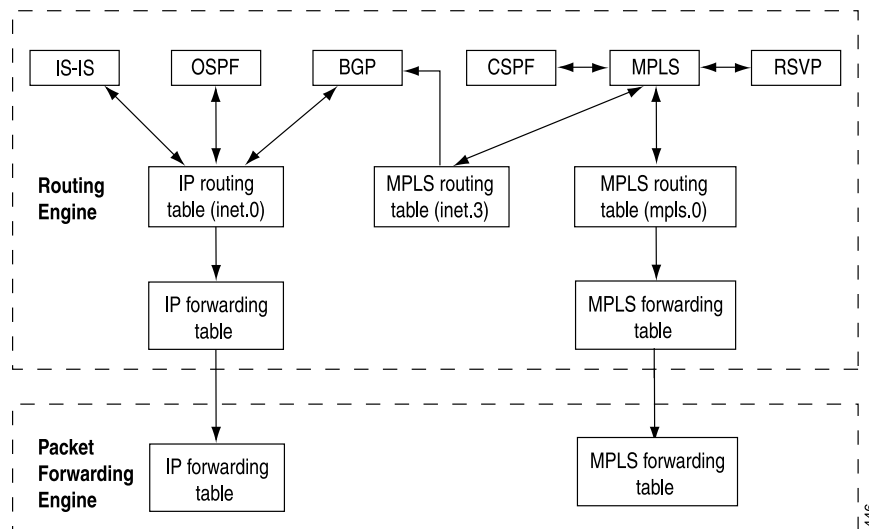 IS-IS
OSPF
BGP
CSPF
MPLS
RSVP
Routing
Engine
IP routing
table (inet.0)
MPLS routing
table (inet.3)
MPLS routing
table (mpls.0)
IP forwarding
table
MPLS forwarding
table
Packet
Forwarding
Engine
IP forwarding
table
MPLS forwarding
table